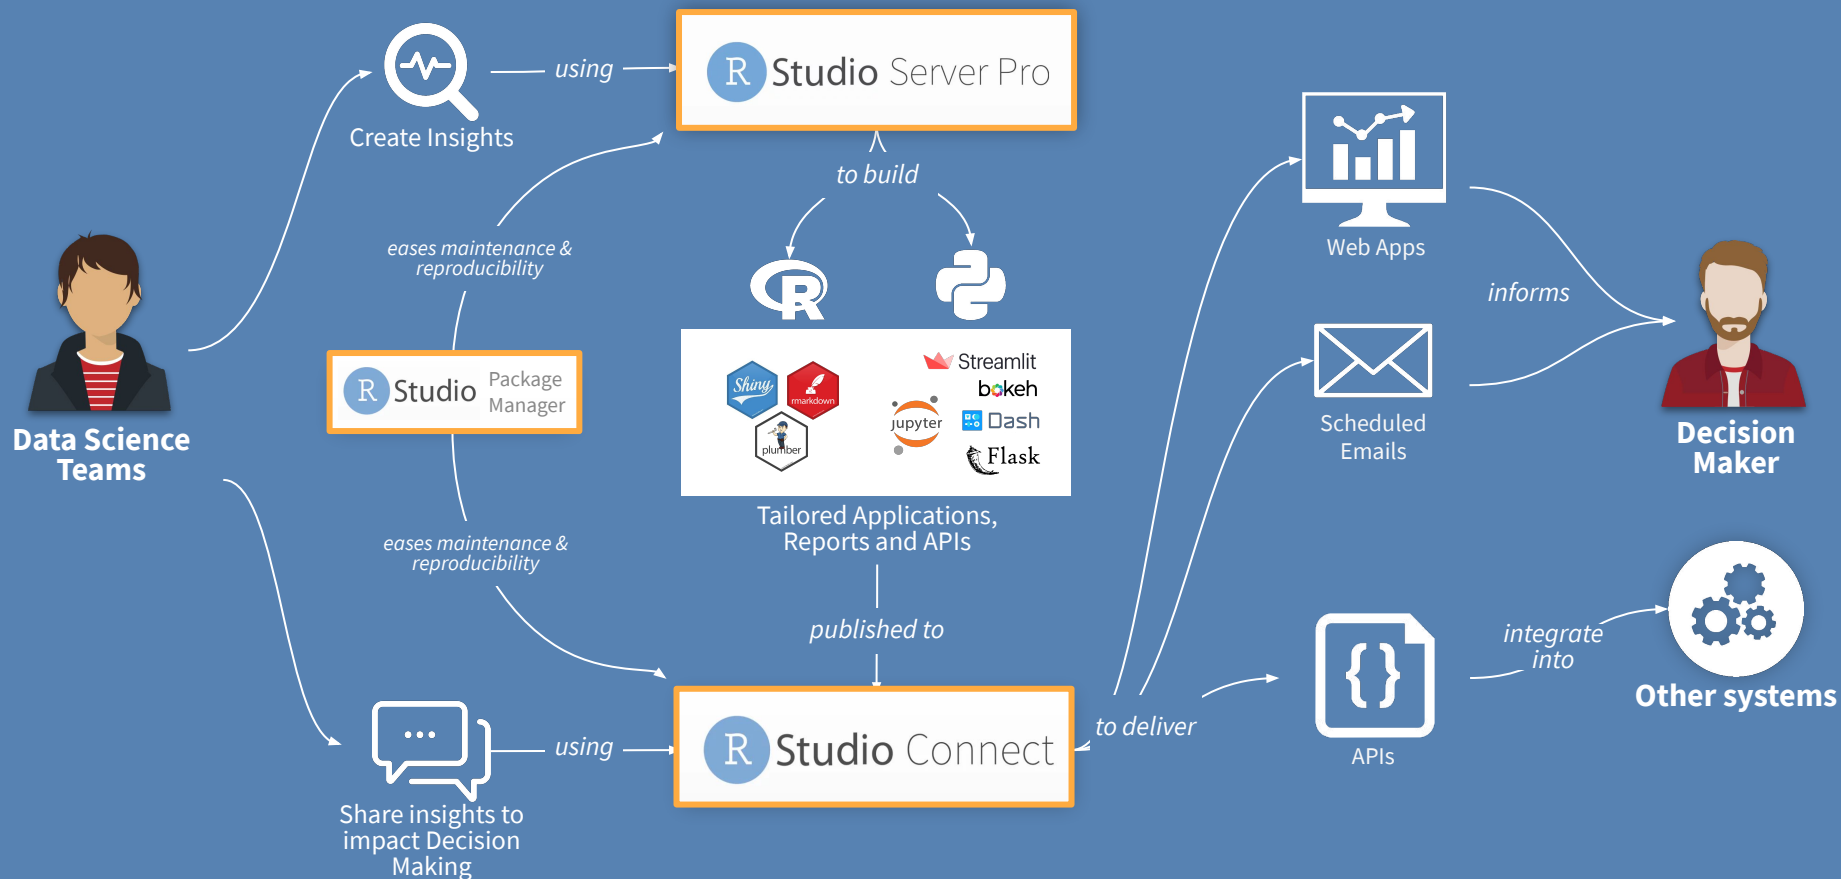 Create Insights
using
R Studio Server Pro
to build
eases maintenance &
reproducibility
R
Data Science
Teams
R Studio Package
Manager
Shiny
rmarkdown
plumber
Streamlit
bokeh
jupyter
Dash
Flask
Tailored Applications,
Reports and APIs
eases maintenance &
reproducibility
published to
Share insights to
impact Decision
Making
using
R Studio Connect
to deliver
Web Apps
Scheduled
Emails
{}
APIs
informs
Decision
Maker
integrate
into
Other systems